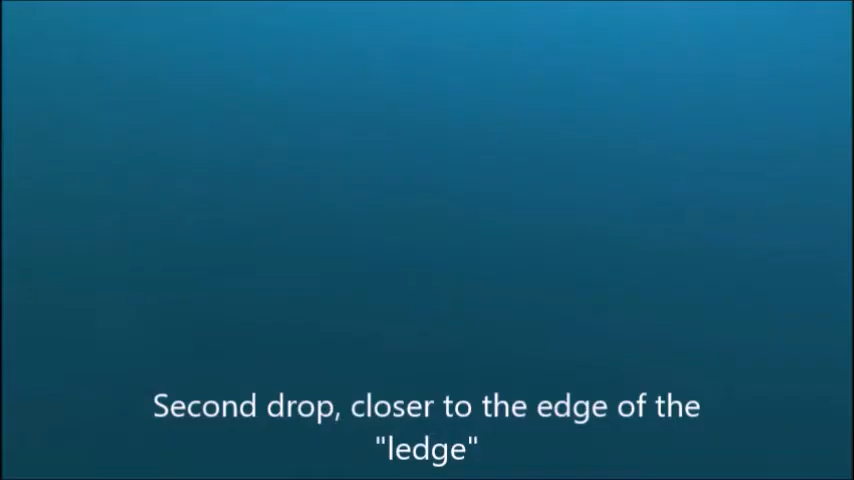 Second drop, closer to the edge of the
"ledge"